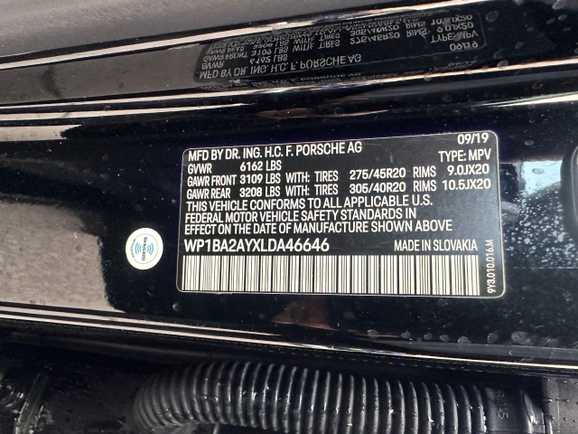 MFD BY DR. ING. H.C. F. PORSCHE AG 09/19
GVWR 6162 LBS TYPE: MPV
GAWR FRONT 3109 LBS WITH: TIRES 275/45R20 RIMS 9.0JX20
GAWR REAR 3208 LBS WITH: TIRES 305/40R20 RIMS 10.5JX20
THIS VEHICLE CONFORMS TO ALL APPLICABLE U.S.
FEDERAL MOTOR VEHICLE SAFETY STANDARDS IN
EFFECT ON THE DATE OF MANUFACTURE SHOWN ABOVE
WP1BA2AYXLDA46646 MADE IN SLOVAKIA
9Y3.010.016.M